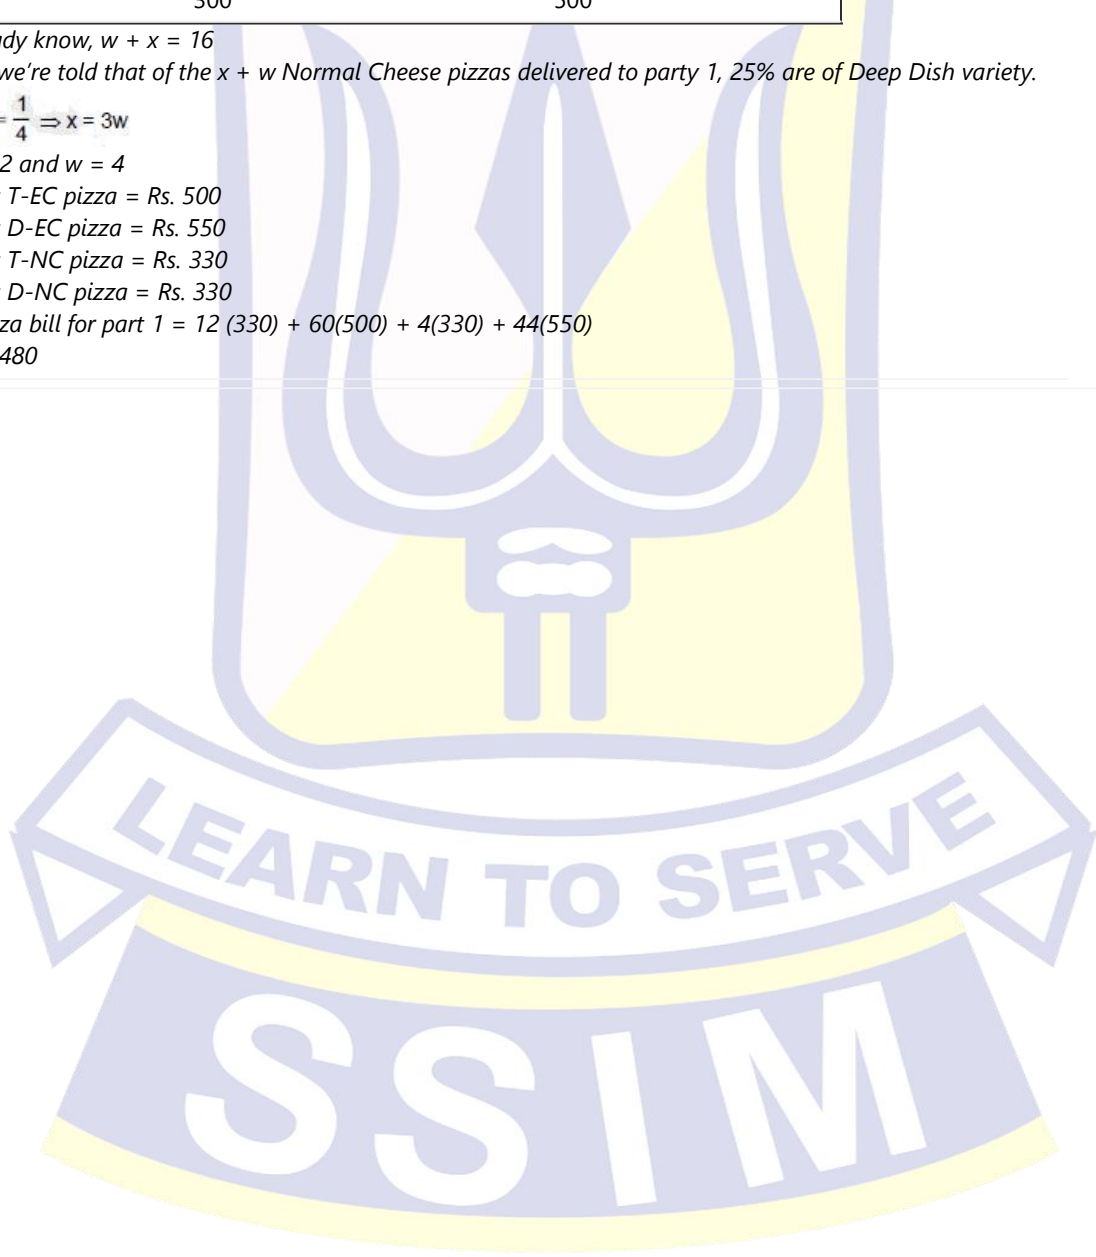 300 500
dy know, w + x = 16
we’re told that of the x + w Normal Cheese pizzas delivered to party 1, 25% are of Deep Dish variety.
= 1/4 ⇒ x = 3w
2 and w = 4
T-EC pizza = Rs. 500
D-EC pizza = Rs. 550
T-NC pizza = Rs. 330
D-NC pizza = Rs. 330
za bill for part 1 = 12 (330) + 60(500) + 4(330) + 44(550)
480
LEARN TO SERVE
SSIM